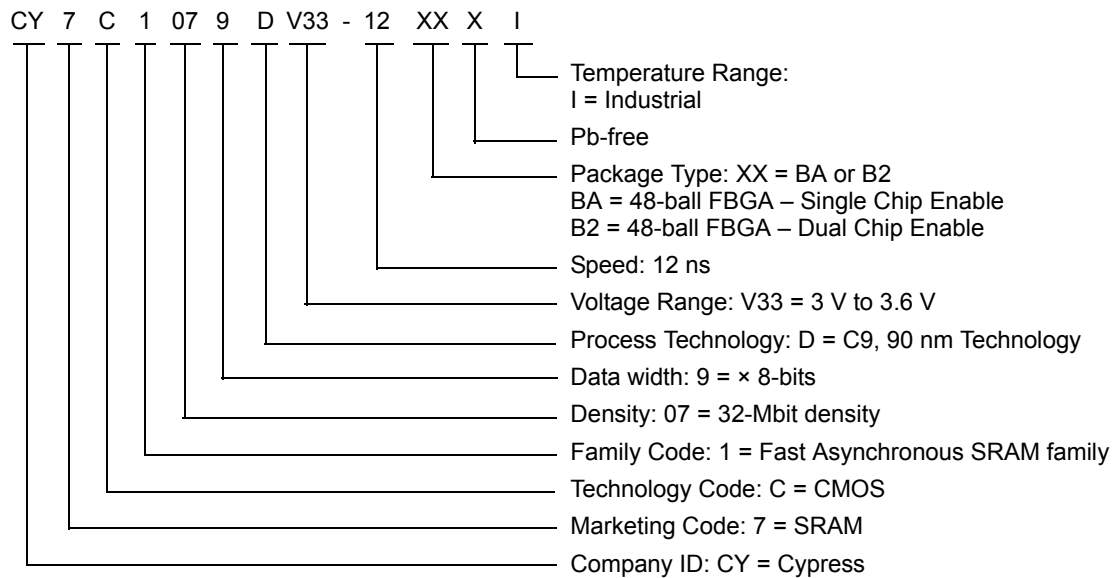 CY 7 C 1 07 9 D V33 - 12 XX X I
Temperature Range:
I = Industrial
Pb-free
Package Type: XX = BA or B2
BA = 48-ball FBGA – Single Chip Enable
B2 = 48-ball FBGA – Dual Chip Enable
Speed: 12 ns
Voltage Range: V33 = 3 V to 3.6 V
Process Technology: D = C9, 90 nm Technology
Data width: 9 = × 8-bits
Density: 07 = 32-Mbit density
Family Code: 1 = Fast Asynchronous SRAM family
Technology Code: C = CMOS
Marketing Code: 7 = SRAM
Company ID: CY = Cypress